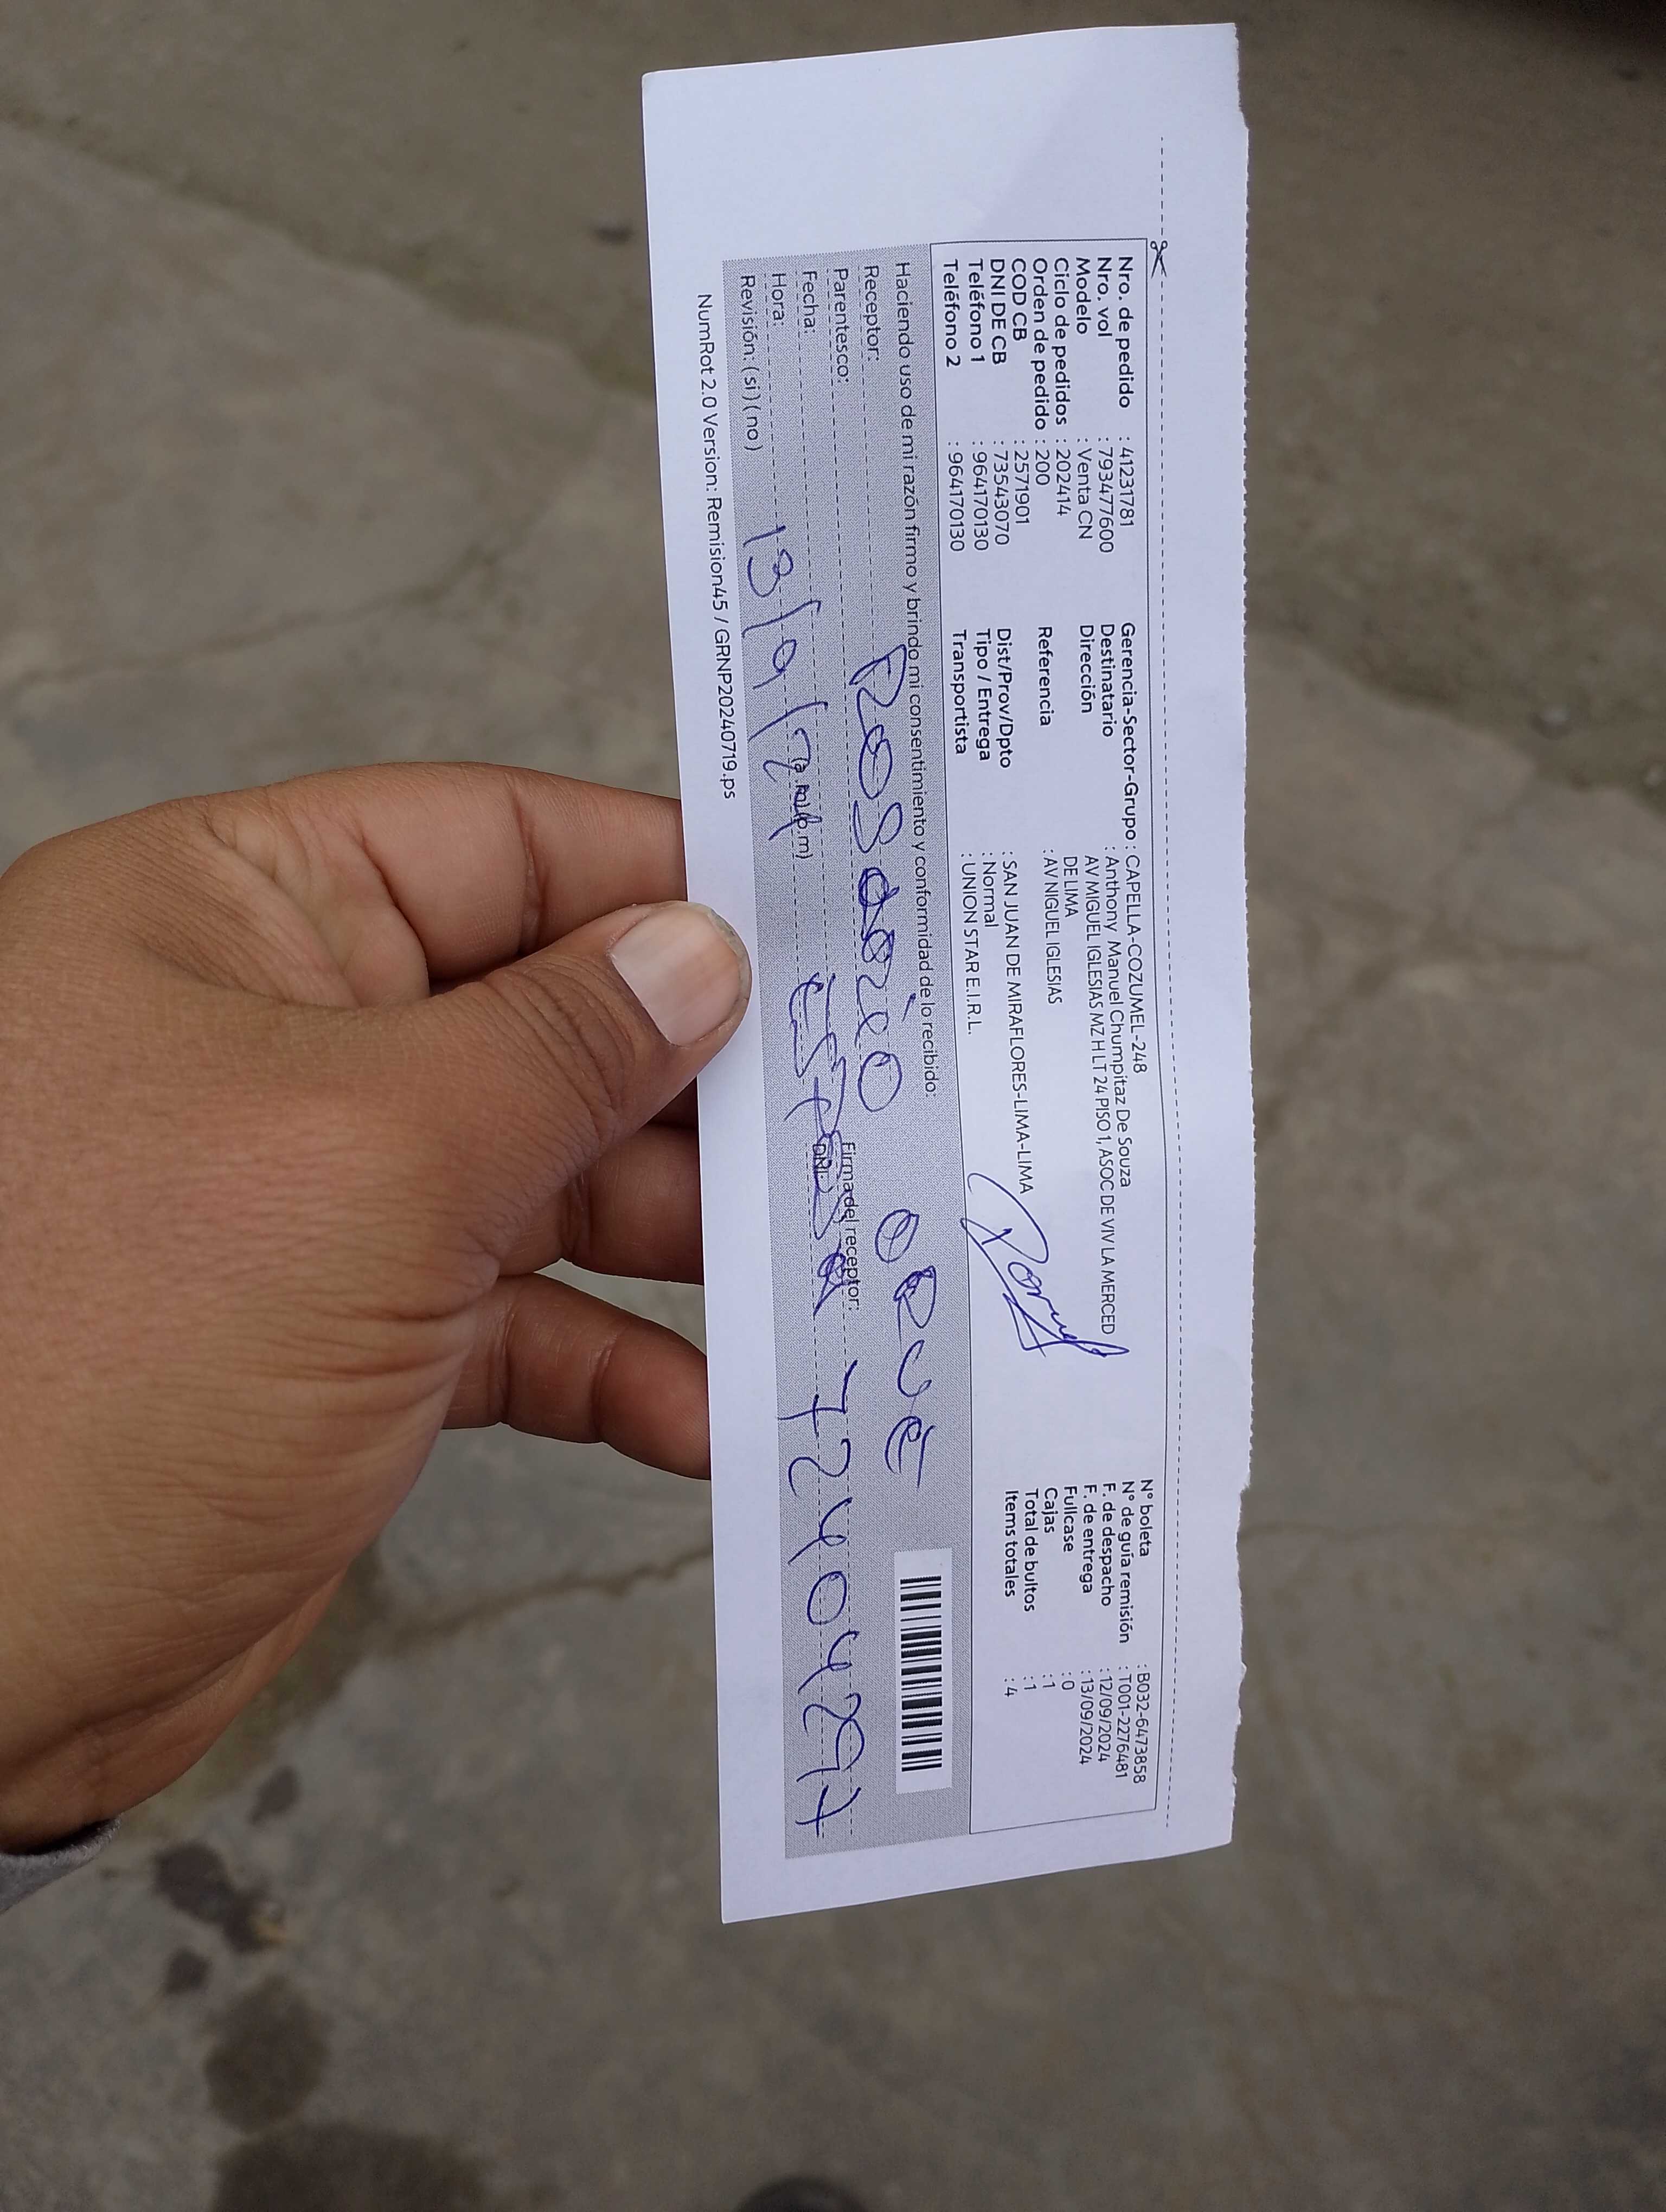 Nro. de pedido : 41231781
Nro. vol : 793477600
Modelo : Venta CN
Ciclo de pedidos : 202414
Orden de pedido : 200
COD CB : 2571901
DNI DE CB : 73543070
Teléfono 1 : 964170130
Teléfono 2 : 964170130
Gerencia-Sector-Grupo : CAPELLA-COZUMEL-248
Destinatario : Anthony Manuel Chumpitaz De Souza
Dirección AV MIGUEL IGLESIAS MZ H LT 24 PISO 1, ASOC DE VIV LA MERCED
DE LIMA
Referencia : AV NIGUEL IGLESIAS
Dist/Prov/Dpto : SAN JUAN DE MIRAFLORES-LIMA-LIMA
Tipo / Entrega : Normal
Transportista : UNION STAR E.I.R.L.
N° boleta : B032-6473858
N° de guía remisión : T001-2276481
F. de despacho : 12/09/2024
F. de entrega : 13/09/2024
Fullcase : 0
Cajas : 1
Total de bultos : 1
Items totales : 4
Haciendo uso de mi razón firmo y brindo mi consentimiento y conformidad de lo recibido:
Receptor: ORUE
Parentesco: Firma del receptor:
Fecha: esposa 72404297
Hora: 13/9/24 (a.m) (p.m) DNI:
Revisión: (si) (no)
NumRot 2.0 Version: Remision45 / GRNP20240719.ps